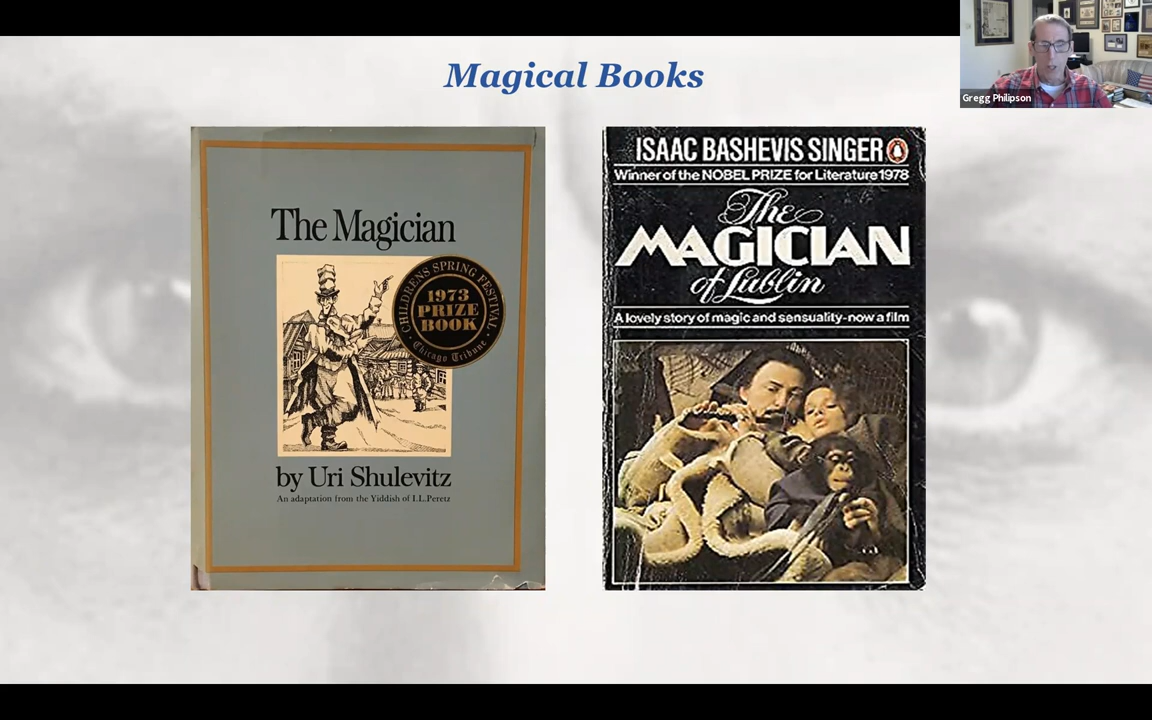 Magical Books
Gregg Philipson
The Magician
CHILDRENS SPRING FESTIVAL
1973
PRIZE
BOOK
Chicago Tribune
by Uri Shulevitz
An adaptation from the Yiddish of I.L.Peretz
ISAAC BASHEVIS SINGER
Winner of the NOBEL PRIZE for Literature 1978
The
MAGICIAN
of Lublin
A lovely story of magic and sensuality-now a film